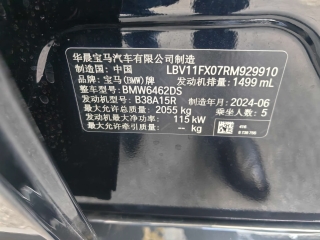 华晨宝马汽车有限公司制造
制造国：中国 LBV11FX07RM929910
品牌：宝马(BMW)牌 发动机排量：1499 mL
整车型号：BMW6462DS
发动机型号：B38A15R 制造年月：2024-06
最大允许总质量：2055 kg 乘坐人数：5
发动机最大净功率：115 kW
最大允许牵引质量：-- kg